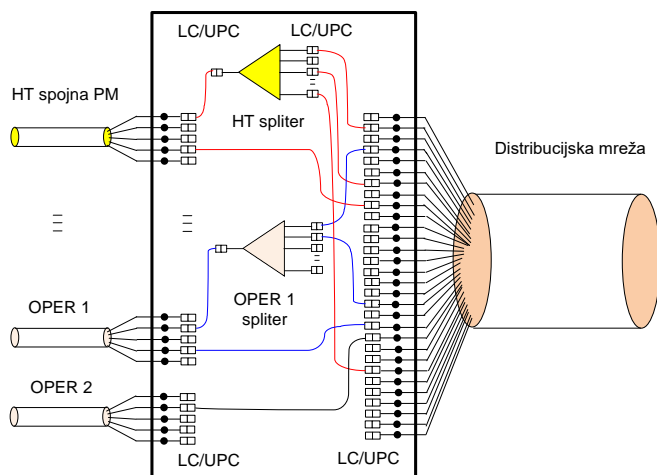 LC/UPC
LC/UPC
HT spojna PM
HT spliter
Distribucijska mreža
OPER 1
OPER 1
spliter
OPER 2
LC/UPC
LC/UPC